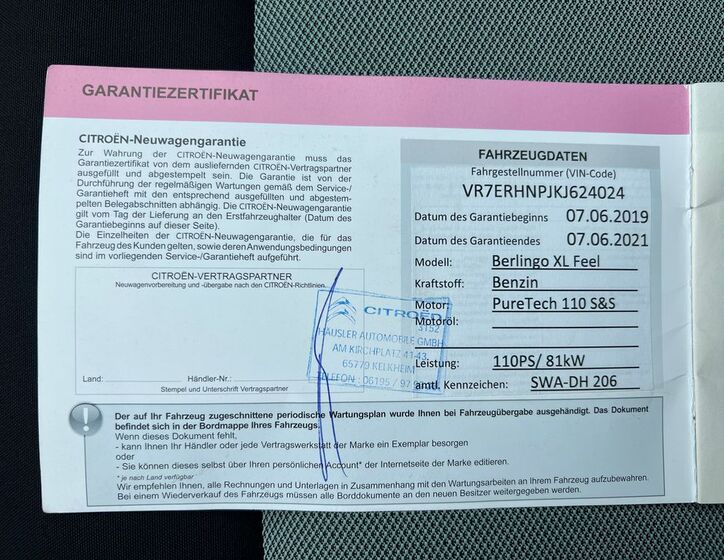 GARANTIEZERTIFIKAT
CITROËN-Neuwagengarantie
Zur Wahrung der CITROËN-Neuwagengarantie muss das
Garantiezertifikat von dem ausliefernden CITROËN-Vertragspartner
ausgefüllt und abgestempelt sein. Die Garantie ist von der
Durchführung der regelmäßigen Wartungen gemäß dem Service-/
Garantieheft mit den entsprechend ausgefüllten und abgestem-
pelten Belegabschnitten abhängig. Die CITROËN-Neuwagengarantie
gilt vom Tag der Lieferung an den Erstfahrzeughalter (Datum des
Garantiebeginns auf dieser Seite).
Die Einzelheiten der CITROËN-Neuwagengarantie, die für das
Fahrzeug des Kunden gelten, sowie deren Anwendungsbedingungen
sind im vorliegenden Service-/Garantieheft aufgeführt.
CITROËN-VERTRAGSPARTNER
Neuwagenvorbereitung und -übergabe nach den CITROËN-Richtlinien
CITROËN
3152
HÄUSLER AUTOMOBILE GMBH
AM KIRCHPLATZ 41-43
65779 KELKHEIM
TELEFON : 06195 / 97
Land:
Händler-Nr.:
Stempel und Unterschrift Vertragspartner
FAHRZEUGDATEN
Fahrgestellnummer (VIN-Code)
VR7ERHNPJKJ624024
Datum des Garantiebeginns 07.06.2019
Datum des Garantieendes 07.06.2021
Modell: Berlingo XL Feel
Kraftstoff: Benzin
Motor: PureTech 110 S&S
Motoröl:
Leistung: 110PS/ 81kW
amtl. Kennzeichen: SWA-DH 206
Der auf Ihr Fahrzeug zugeschnittene periodische Wartungsplan wurde Ihnen bei Fahrzeugübergabe ausgehändigt. Das Dokument
befindet sich in der Bordmappe Ihres Fahrzeugs.
Wenn dieses Dokument fehlt,
- kann Ihnen Ihr Händler oder jede Vertragswerkstatt der Marke ein Exemplar besorgen
oder
- Sie können dieses selbst über Ihren persönlichen Account* der Internetseite der Marke editieren.
* je nach Land verfügbar
Wir empfehlen Ihnen, alle Rechnungen und Unterlagen in Zusammenhang mit den Wartungsarbeiten an Ihrem Fahrzeug aufzubewahren.
Bei einem Wiederverkauf des Fahrzeugs müssen alle Borddokumente an den neuen Besitzer weitergegeben werden.